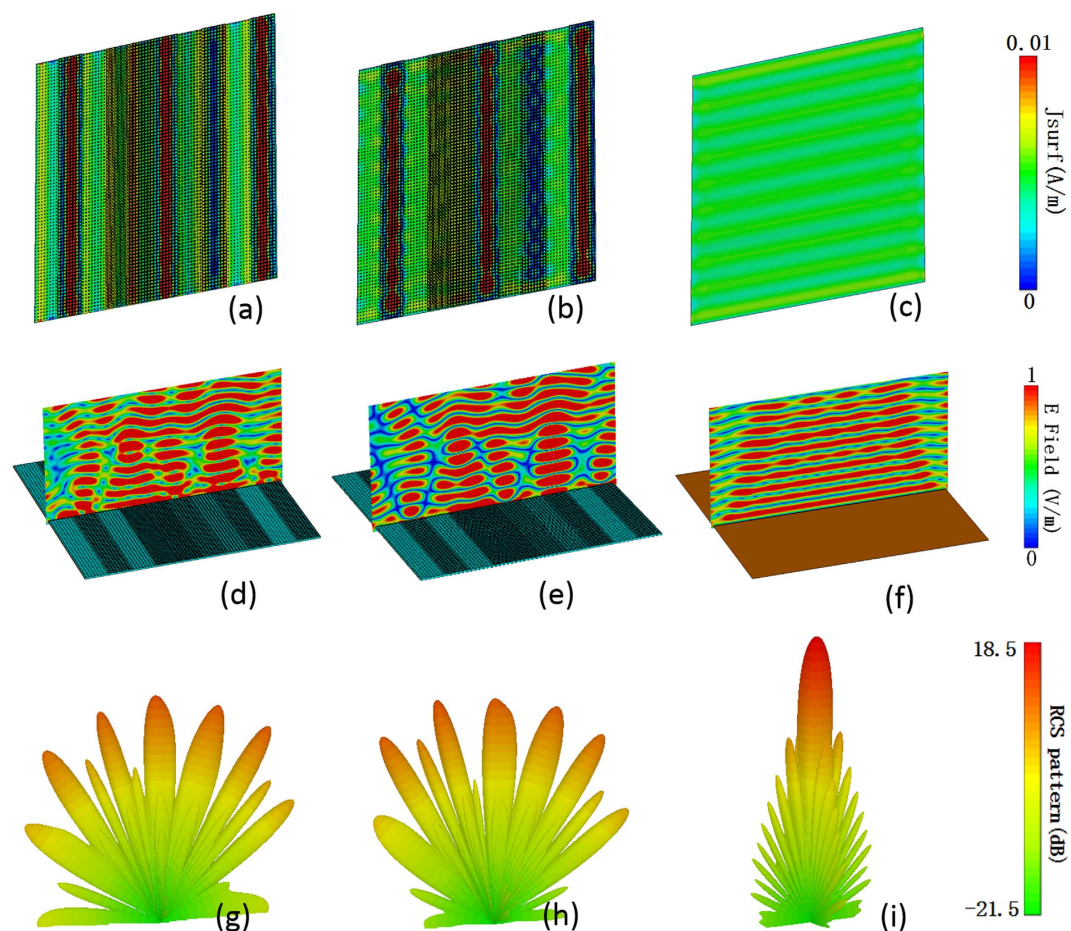 0.01
Jsurf(A/m)
0
(a)
(b)
(c)
1
E Field (V/m)
0
(d)
(e)
(f)
18.5
RCS pattern(dB)
-21.5
(g)
(h)
(i)